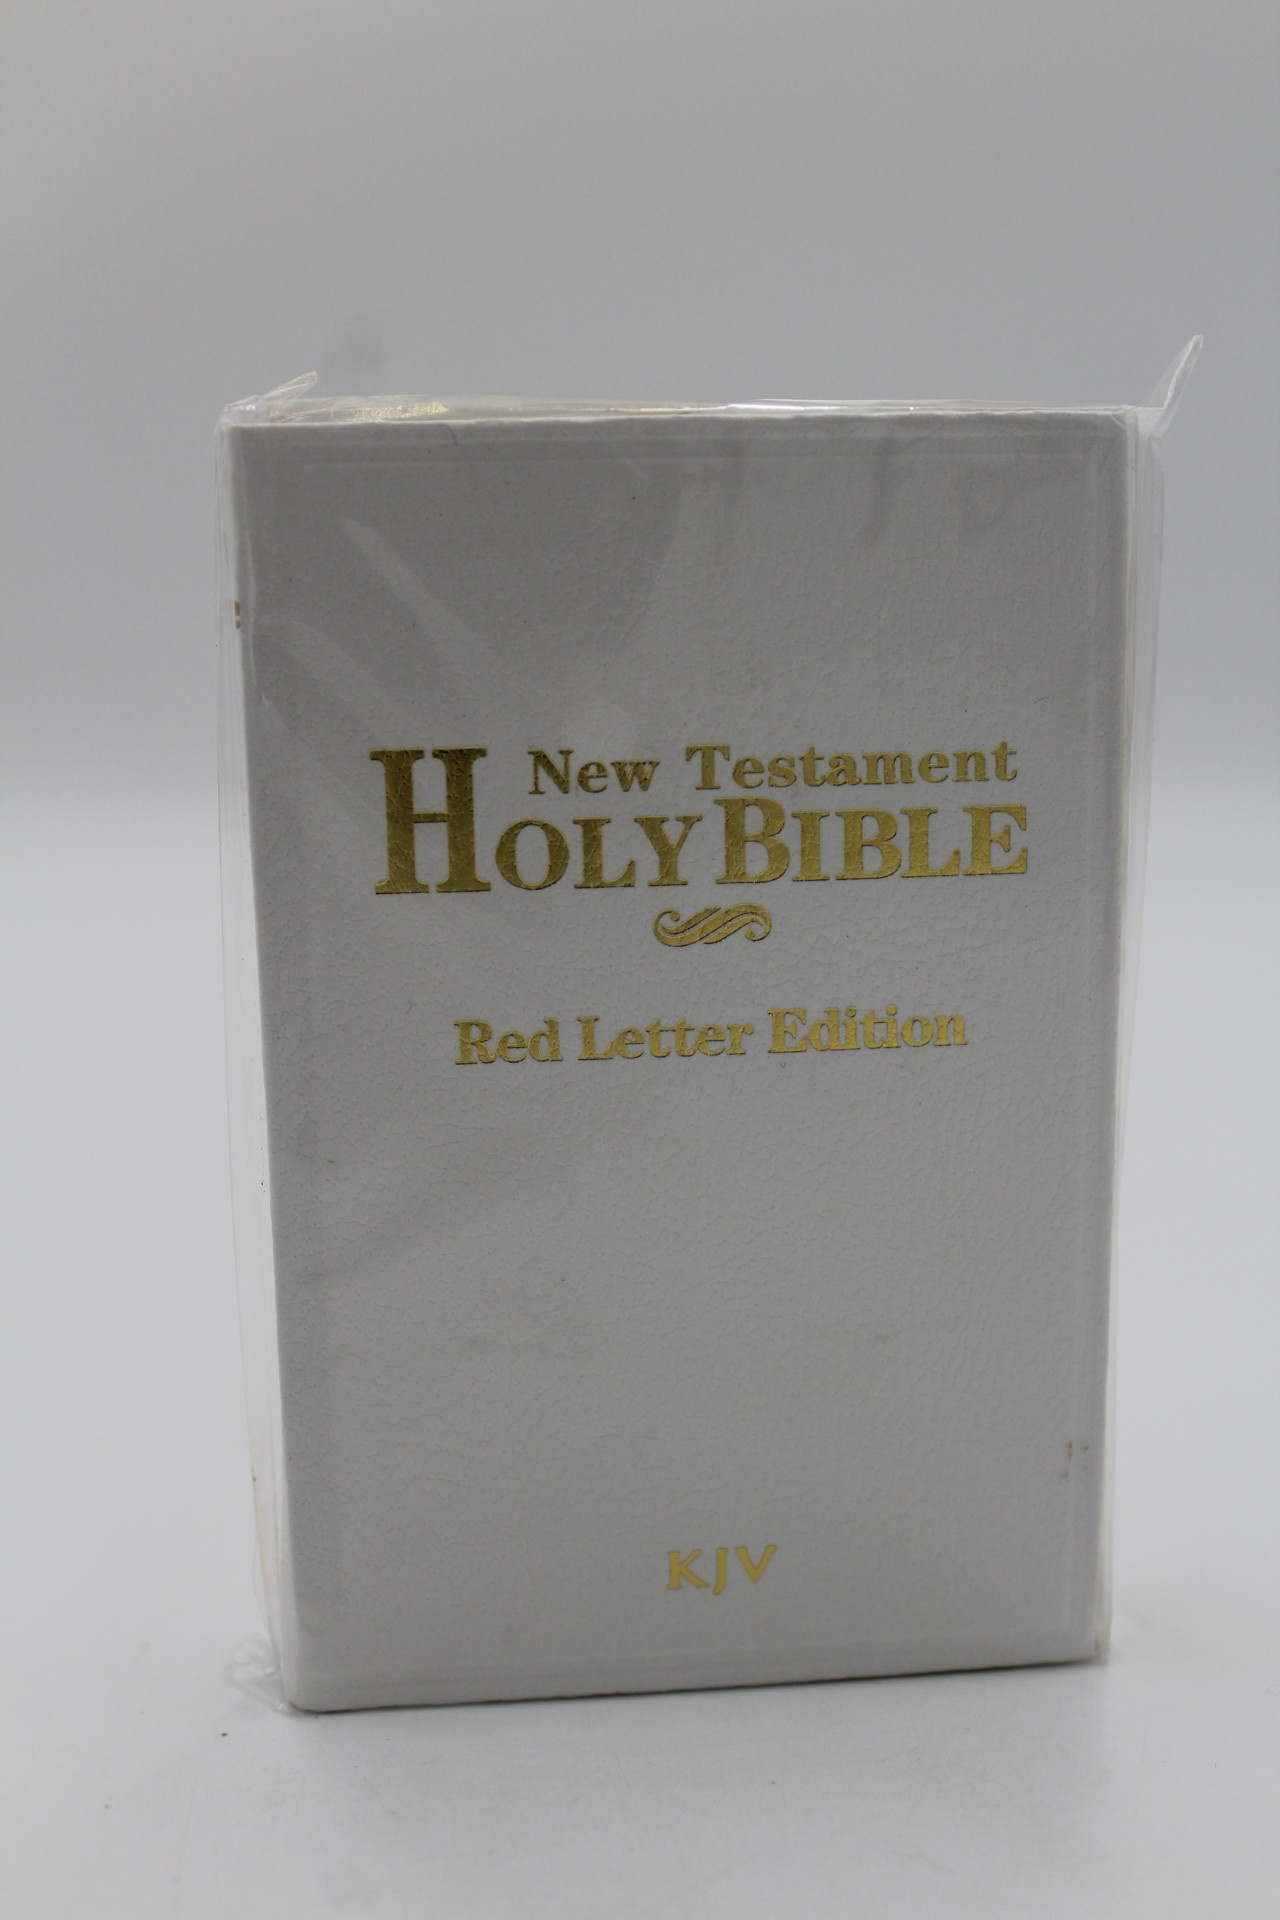 New Testament
HOLY BIBLE
Red Letter Edition
KJV